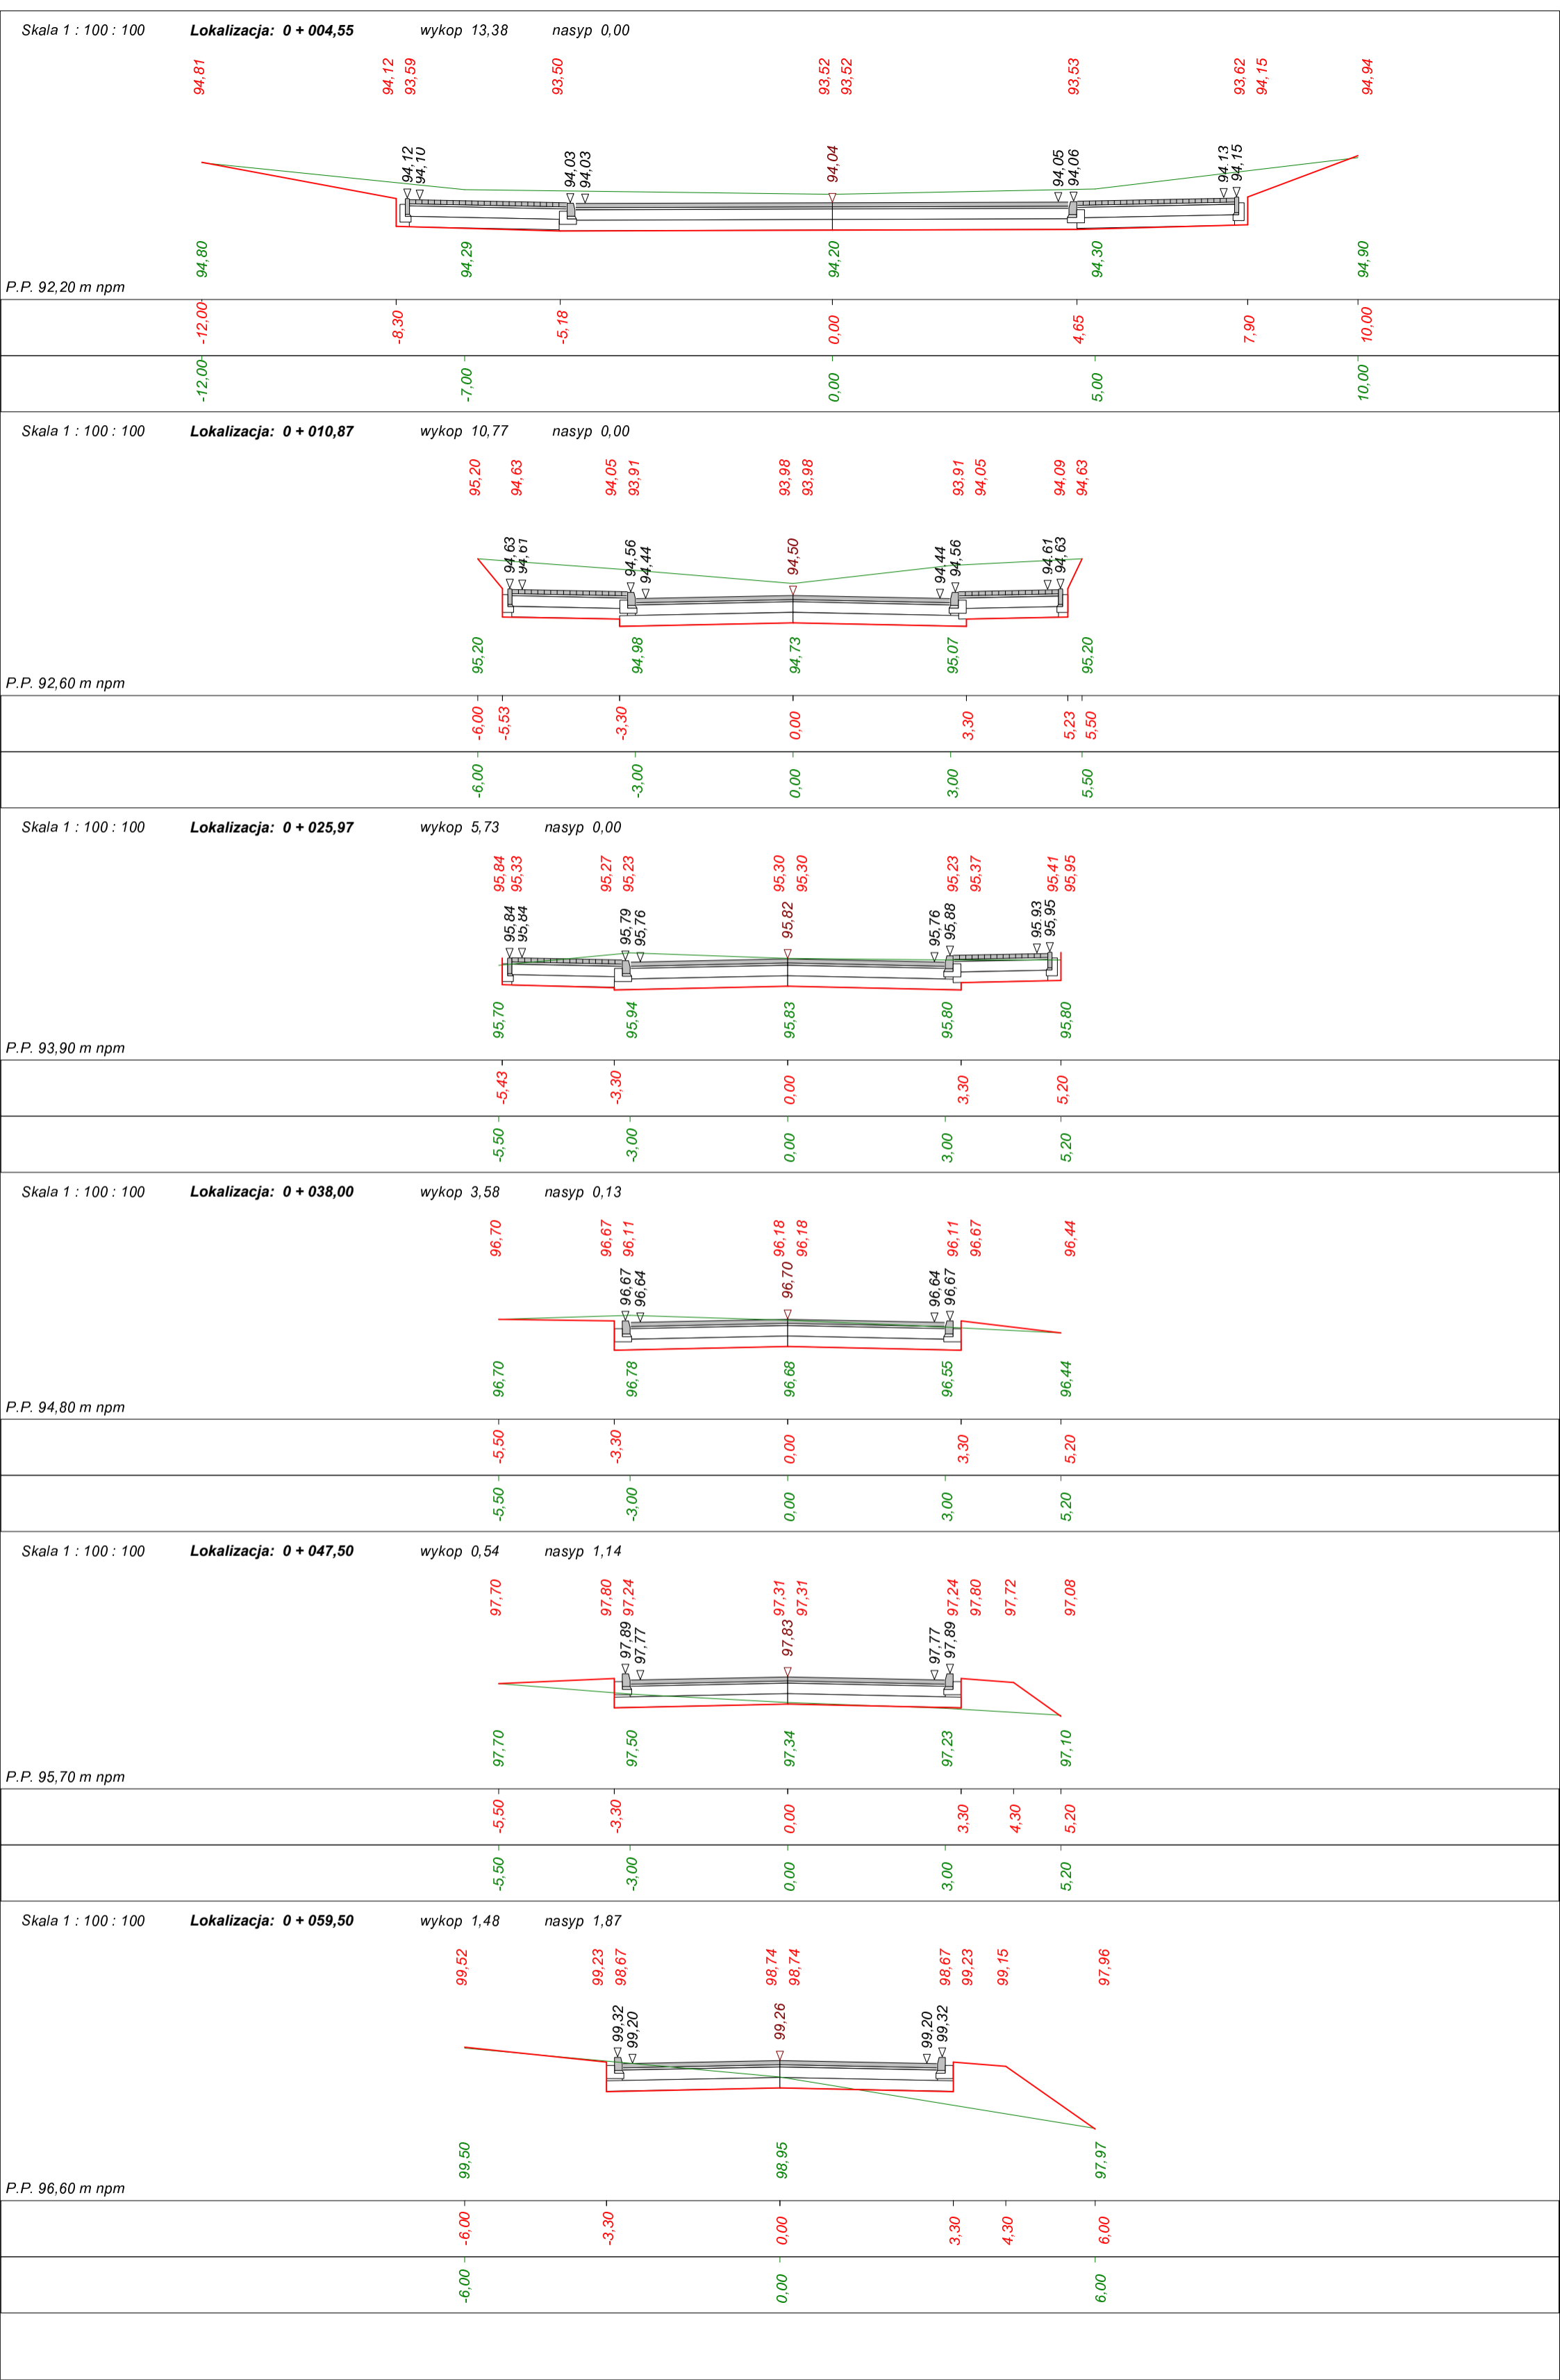 Skala 1 : 100 : 100 Lokalizacja: 0 + 004,55 wykop 13,38 nasyp 0,00
94,81 94,12 93,59 93,50 93,52 93,52 93,53 93,62 94,15 94,94
94,12 94,10 94,03 94,03 94,04 94,05 94,06 94,13 94,15
94,80 94,29 94,20 94,30 94,90
P.P. 92,20 m npm
-12,00 -8,30 -5,18 0,00 4,65 7,90 10,00
-12,00 -7,00 0,00 5,00 10,00
Skala 1 : 100 : 100 Lokalizacja: 0 + 010,87 wykop 10,77 nasyp 0,00
95,20 94,63 94,05 93,91 93,98 93,98 93,91 94,05 94,09 94,63
94,63 94,61 94,56 94,44 94,50 94,44 94,56 94,61 94,63
95,20 94,98 94,73 95,07 95,20
P.P. 92,60 m npm
-6,00 -5,53 -3,30 0,00 3,30 5,23 5,50
-6,00 -3,00 0,00 3,00 5,50
Skala 1 : 100 : 100 Lokalizacja: 0 + 025,97 wykop 5,73 nasyp 0,00
95,84 95,33 95,27 95,23 95,30 95,30 95,23 95,37 95,41 95,95
95,84 95,84 95,79 95,76 95,82 95,76 95,88 95,93 95,95
95,70 95,94 95,83 95,80 95,80
P.P. 93,90 m npm
-5,43 -3,30 0,00 3,30 5,20
-5,50 -3,00 0,00 3,00 5,20
Skala 1 : 100 : 100 Lokalizacja: 0 + 038,00 wykop 3,58 nasyp 0,13
96,70 96,67 96,11 96,18 96,18 96,11 96,67 96,44
96,67 96,64 96,70 96,64 96,67
96,70 96,78 96,68 96,55 96,44
P.P. 94,80 m npm
-5,50 -3,30 0,00 3,30 5,20
-5,50 -3,00 0,00 3,00 5,20
Skala 1 : 100 : 100 Lokalizacja: 0 + 047,50 wykop 0,54 nasyp 1,14
97,70 97,80 97,24 97,31 97,31 97,24 97,80 97,72 97,08
97,89 97,77 97,83 97,77 97,89
97,70 97,50 97,34 97,23 97,10
P.P. 95,70 m npm
-5,50 -3,30 0,00 3,30 4,30 5,20
-5,50 -3,00 0,00 3,00 5,20
Skala 1 : 100 : 100 Lokalizacja: 0 + 059,50 wykop 1,48 nasyp 1,87
99,52 99,23 98,67 98,74 98,74 98,67 99,23 99,15 97,96
99,32 99,20 99,26 99,20 99,32
99,50 98,95 97,97
P.P. 96,60 m npm
-6,00 -3,30 0,00 3,30 4,30 6,00
-6,00 0,00 6,00